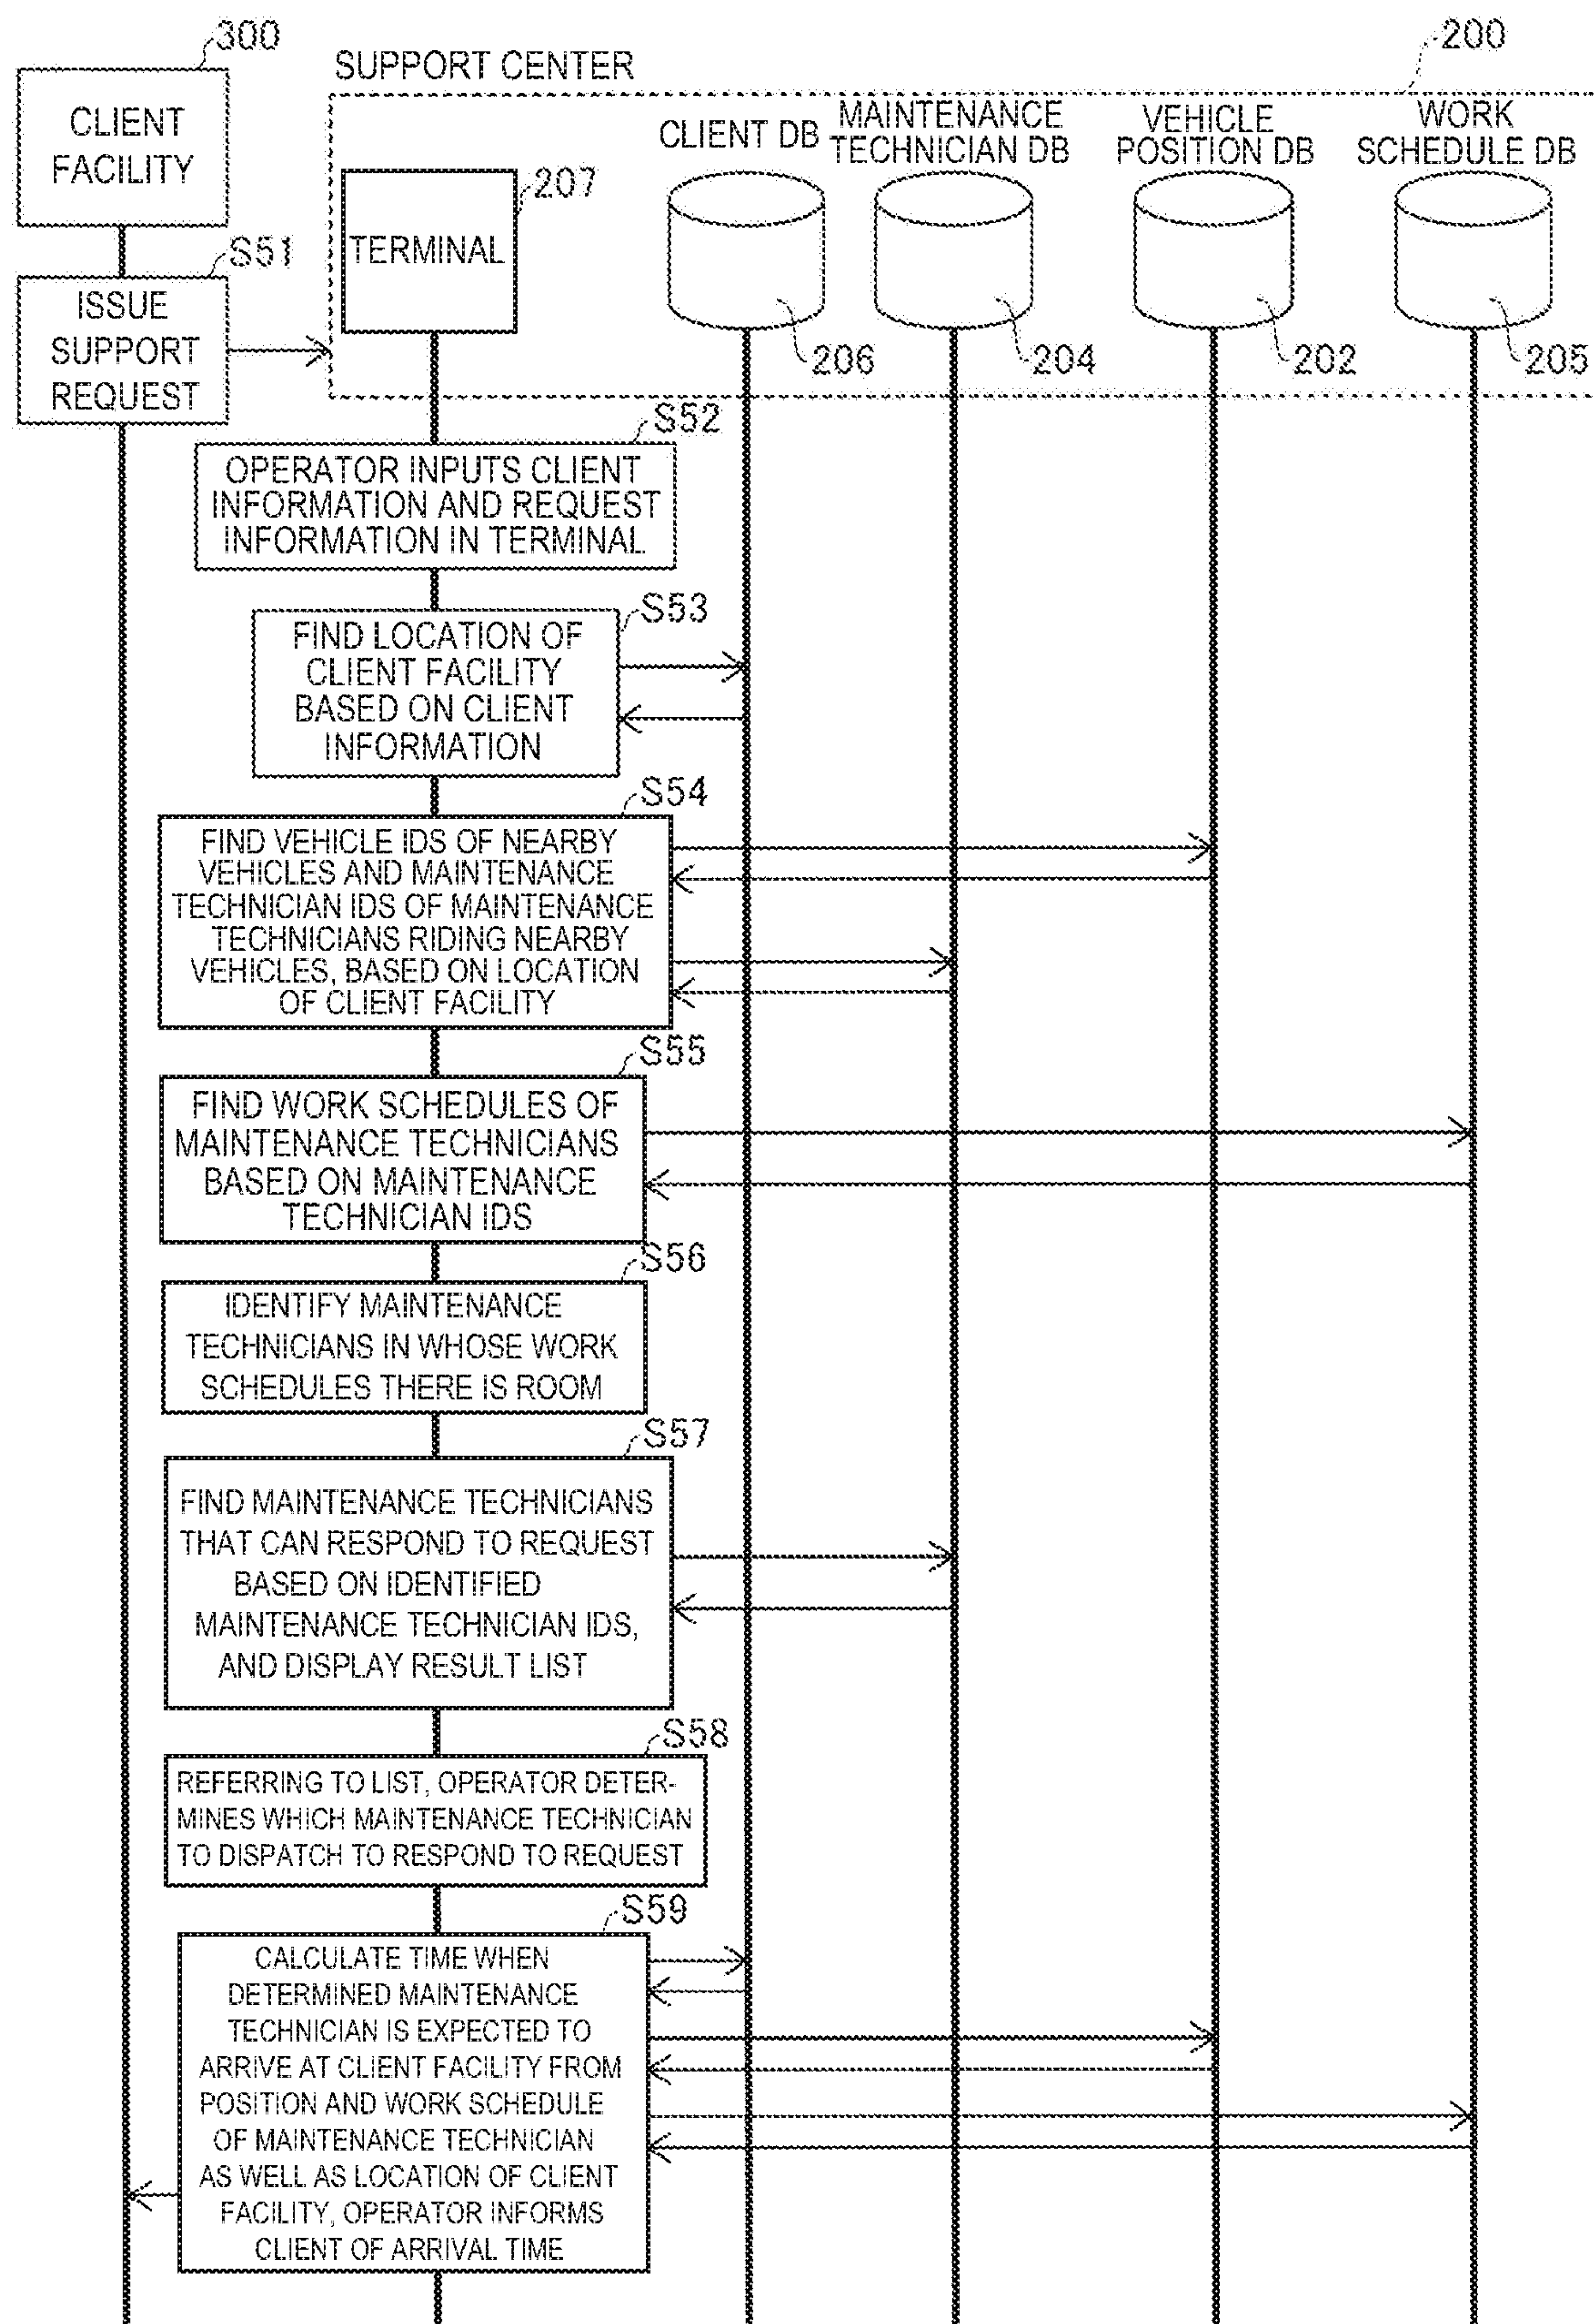 300
200
SUPPORT CENTER
CLIENT
FACILITY
CLIENT DB
MAINTENANCE
TECHNICIAN DB
VEHICLE
POSITION DB
WORK
SCHEDULE DB
207
TERMINAL
S51
ISSUE
SUPPORT
REQUEST
206
204
202
205
S52
OPERATOR INPUTS CLIENT
INFORMATION AND REQUEST
INFORMATION IN TERMINAL
S53
FIND LOCATION OF
CLIENT FACILITY
BASED ON CLIENT
INFORMATION
S54
FIND VEHICLE IDS OF NEARBY
VEHICLES AND MAINTENANCE
TECHNICIAN IDS OF MAINTENANCE
TECHNICIANS RIDING NEARBY
VEHICLES, BASED ON LOCATION
OF CLIENT FACILITY
S55
FIND WORK SCHEDULES OF
MAINTENANCE TECHNICIANS
BASED ON MAINTENANCE
TECHNICIAN IDS
S56
IDENTIFY MAINTENANCE
TECHNICIANS IN WHOSE WORK
SCHEDULES THERE IS ROOM
S57
FIND MAINTENANCE TECHNICIANS
THAT CAN RESPOND TO REQUEST
BASED ON IDENTIFIED
MAINTENANCE TECHNICIAN IDS,
AND DISPLAY RESULT LIST
S58
REFERRING TO LIST, OPERATOR DETER-
MINES WHICH MAINTENANCE TECHNICIAN
TO DISPATCH TO RESPOND TO REQUEST
S59
CALCULATE TIME WHEN
DETERMINED MAINTENANCE
TECHNICIAN IS EXPECTED TO
ARRIVE AT CLIENT FACILITY FROM
POSITION AND WORK SCHEDULE
OF MAINTENANCE TECHNICIAN
AS WELL AS LOCATION OF CLIENT
FACILITY, OPERATOR INFORMS
CLIENT OF ARRIVAL TIME